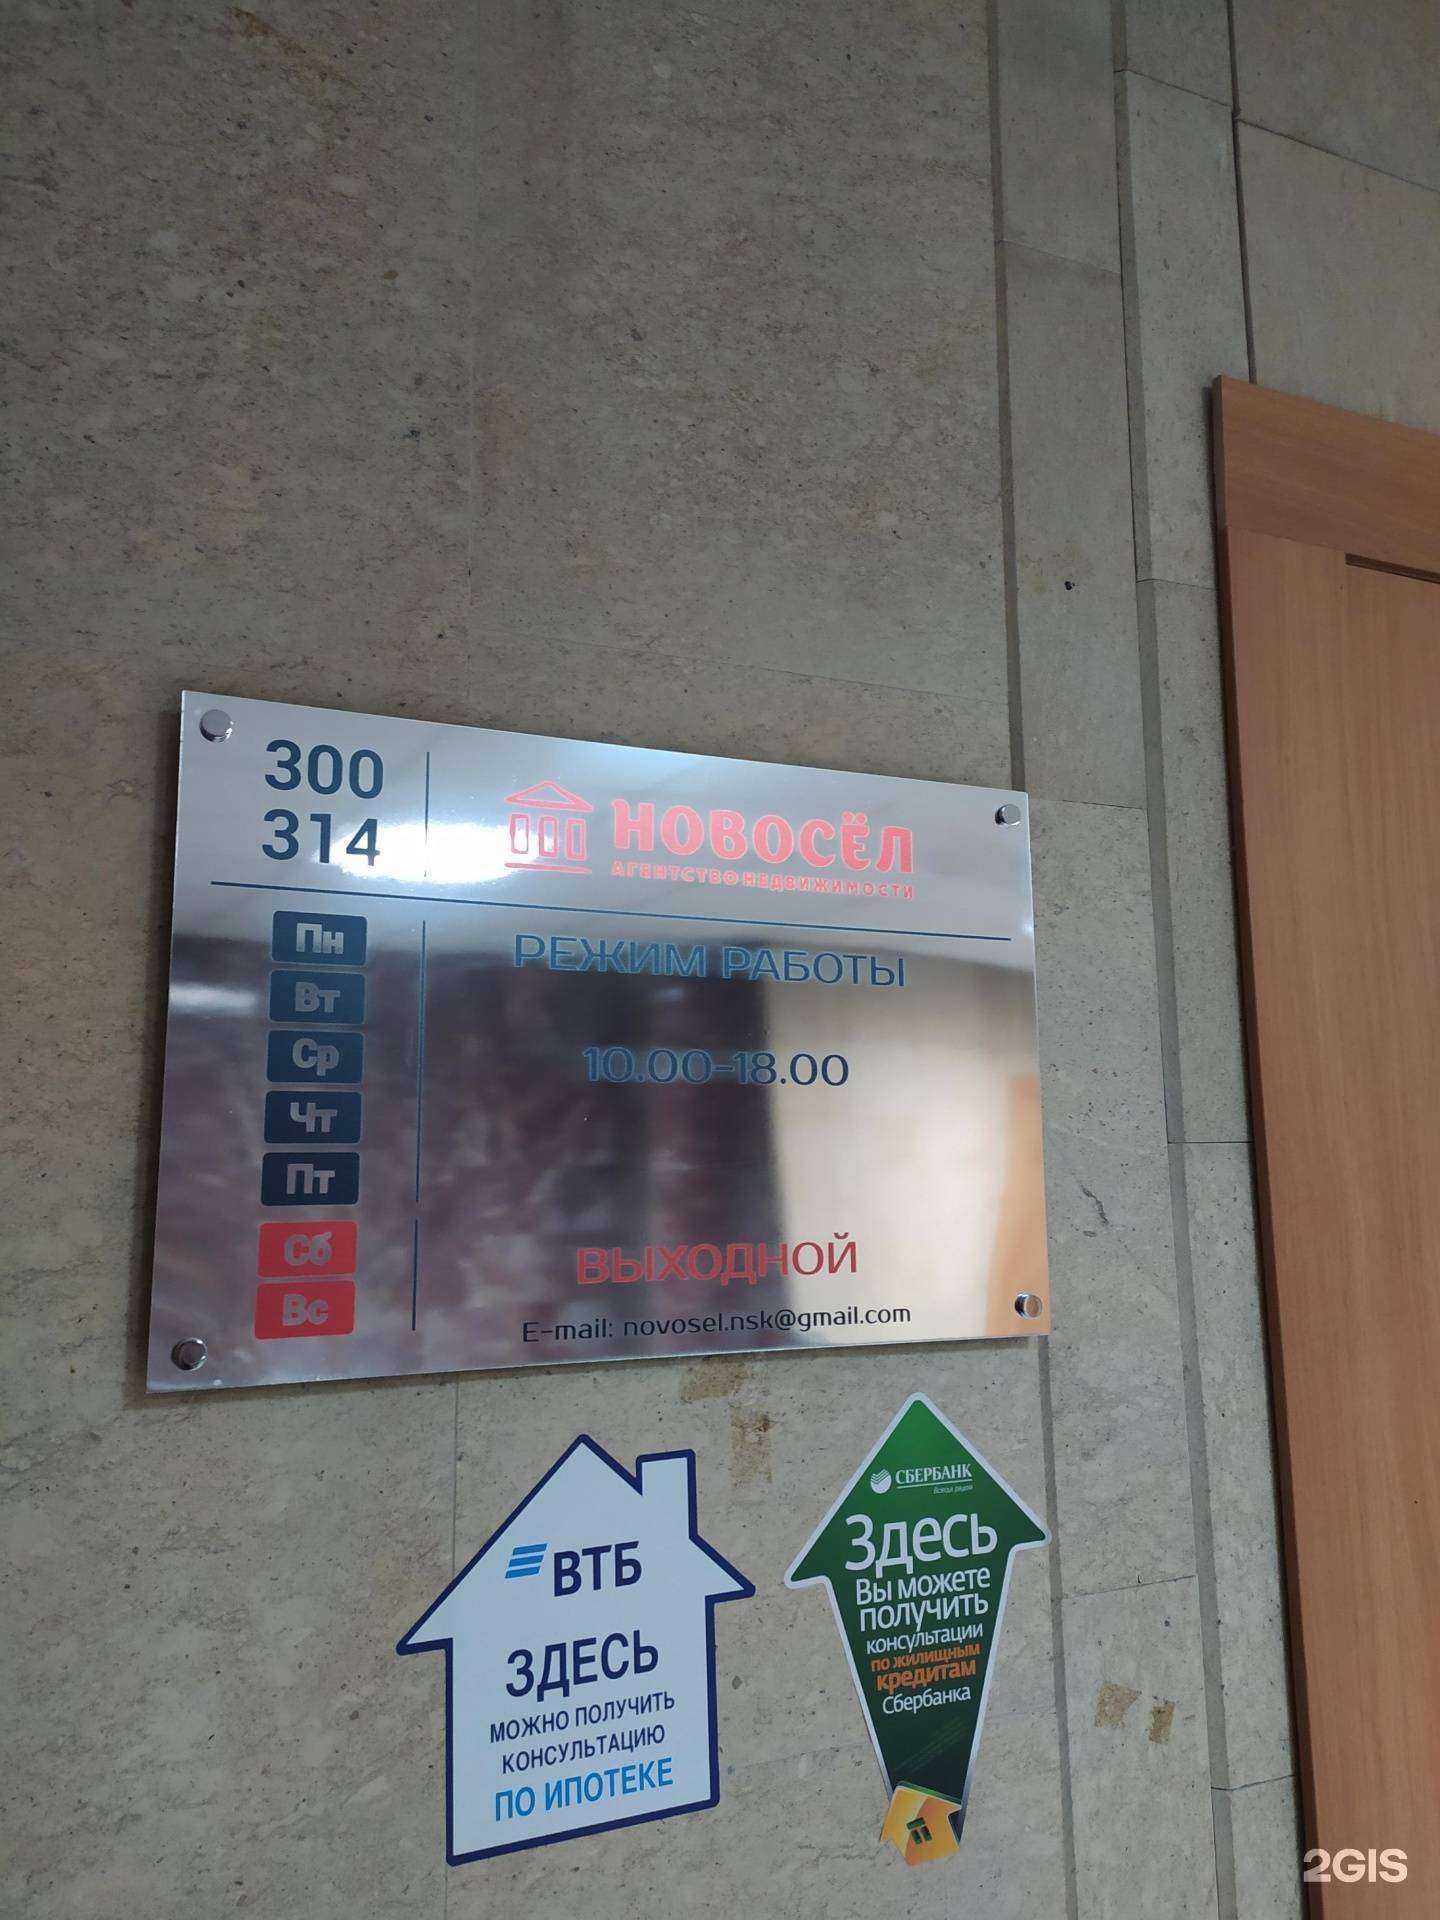 300
314
НОВОСЁЛ
АГЕНТСТВО НЕДВИЖИМОСТИ
Пн
Вт
Ср
Чт
Пт
РЕЖИМ РАБОТЫ
10.00-18.00
Сб
Вс
ВЫХОДНОЙ
E-mail: novosel.nsk@gmail.com
ВТБ
ЗДЕСЬ
МОЖНО ПОЛУЧИТЬ
КОНСУЛЬТАЦИЮ
ПО ИПОТЕКЕ
СБЕРБАНК
Всегда рядом
Здесь
Вы можете
получить
консультации
по жилищным
кредитам
Сбербанка
2GIS